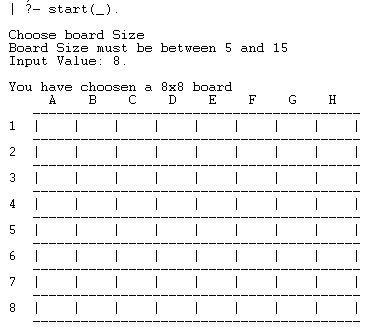 | ?- start(_).
Choose board Size
Board Size must be between 5 and 15
Input Value: 8.
You have choosen a 8x8 board
A B C D E F G H
1 | | | | | | | | |
2 | | | | | | | | |
3 | | | | | | | | |
4 | | | | | | | | |
5 | | | | | | | | |
6 | | | | | | | | |
7 | | | | | | | | |
8 | | | | | | | | |